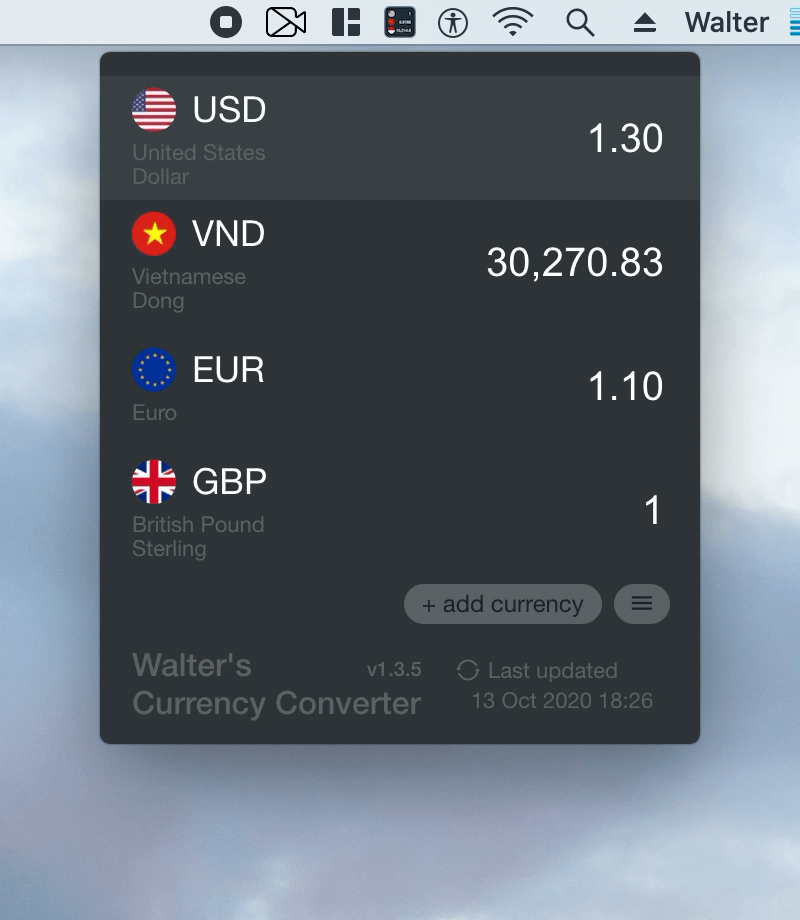 Walter
USD
United States
Dollar
1.30
VND
Vietnamese
Dong
30,270.83
EUR
Euro
1.10
GBP
British Pound
Sterling
1
+ add currency
Walter's
Currency Converter
v1.3.5
Last updated
13 Oct 2020 18:26